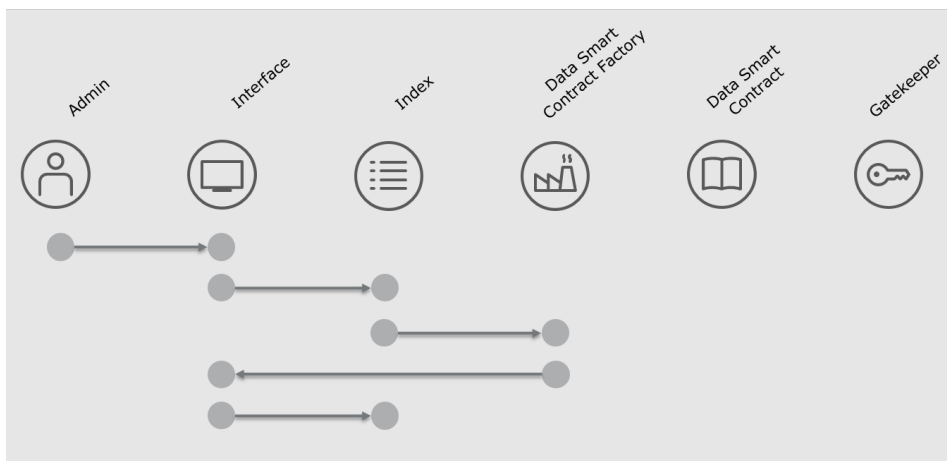 Admin
Interface
Index
Data Smart
Contract Factory
Data Smart
Contract
Gatekeeper